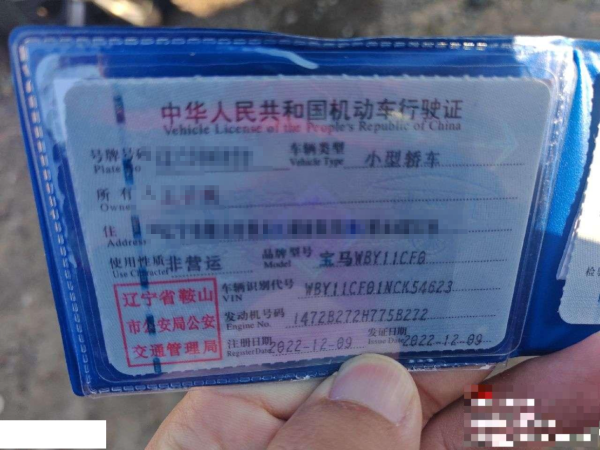 中华人民共和国机动车行驶证
Vehicle License of the People's Republic of China
号牌号码 车辆类型 小型轿车
Plate No. Vehicle Type
所有人
Owner
住
Address
使用性质 非营运 品牌型号 宝马WBY11CF0
Use Character Model
辽宁省鞍山
市公安局公安
交通管理局
车辆识别代号 WBY11CF01NCK54623
VIN
发动机号码 1472B272H775B272
Engine No.
注册日期 2022-12-09 发证日期 2022-12-09
Register Date Issue Date